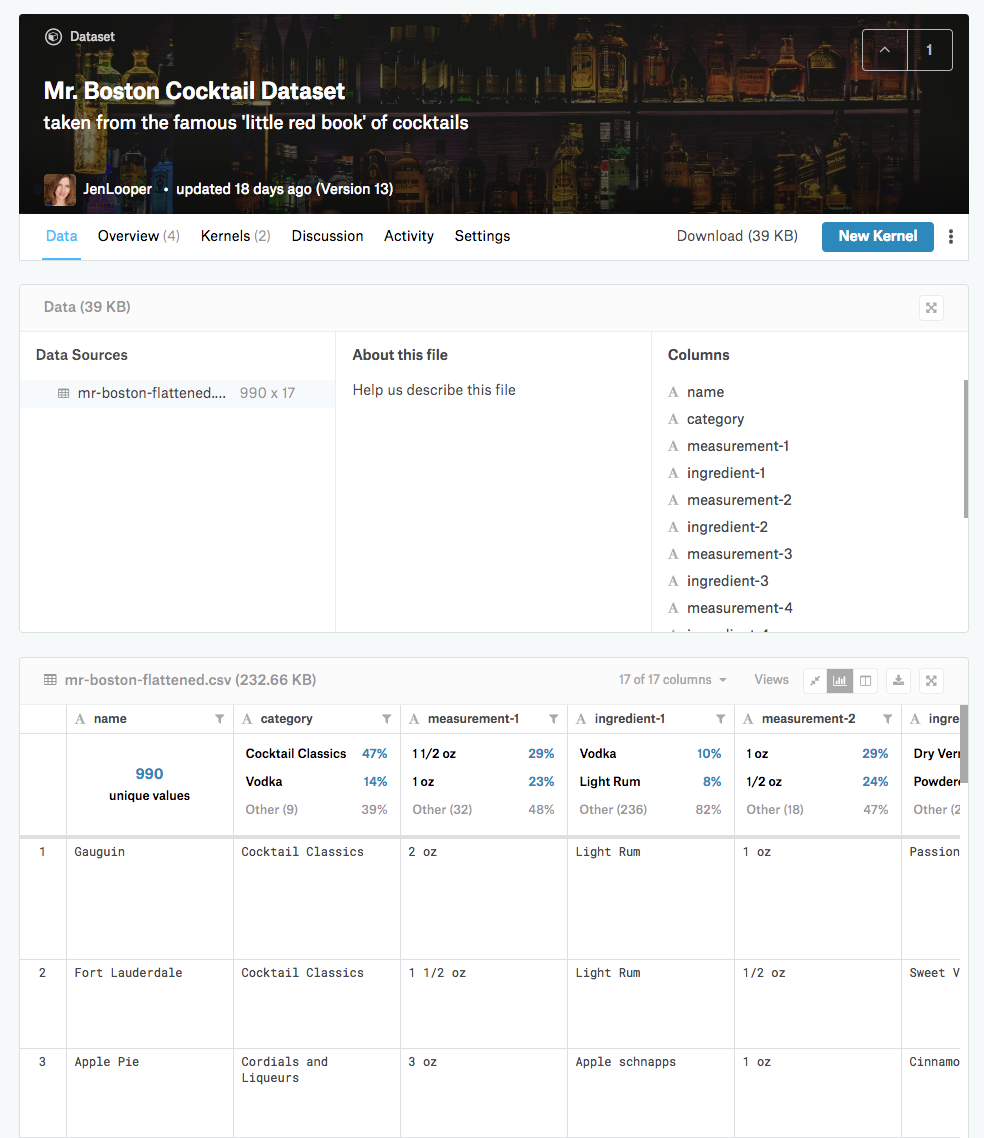 Dataset
1
Mr. Boston Cocktail Dataset
taken from the famous 'little red book' of cocktails
JenLooper • updated 18 days ago (Version 13)
Data Overview (4) Kernels (2) Discussion Activity Settings Download (39 KB) New Kernel
Data (39 KB)
Data Sources
mr-boston-flattened.... 990 x 17
About this file
Help us describe this file
Columns
A name
A category
A measurement-1
A ingredient-1
A measurement-2
A ingredient-2
A measurement-3
A ingredient-3
A measurement-4
mr-boston-flattened.csv (232.66 KB) 17 of 17 columns Views
A name A category A measurement-1 A ingredient-1 A measurement-2 A ingre
990
unique values
Cocktail Classics 47%
Vodka 14%
Other (9) 39%
1 1/2 oz 29%
1 oz 23%
Other (32) 48%
Vodka 10%
Light Rum 8%
Other (236) 82%
1 oz 29%
1/2 oz 24%
Other (18) 47%
Dry Ver
Powder
Other (2
1 Gauguin Cocktail Classics 2 oz Light Rum 1 oz Passion
2 Fort Lauderdale Cocktail Classics 1 1/2 oz Light Rum 1/2 oz Sweet V
3 Apple Pie Cordials and 3 oz Apple schnapps 1 oz Cinnamo
Liqueurs